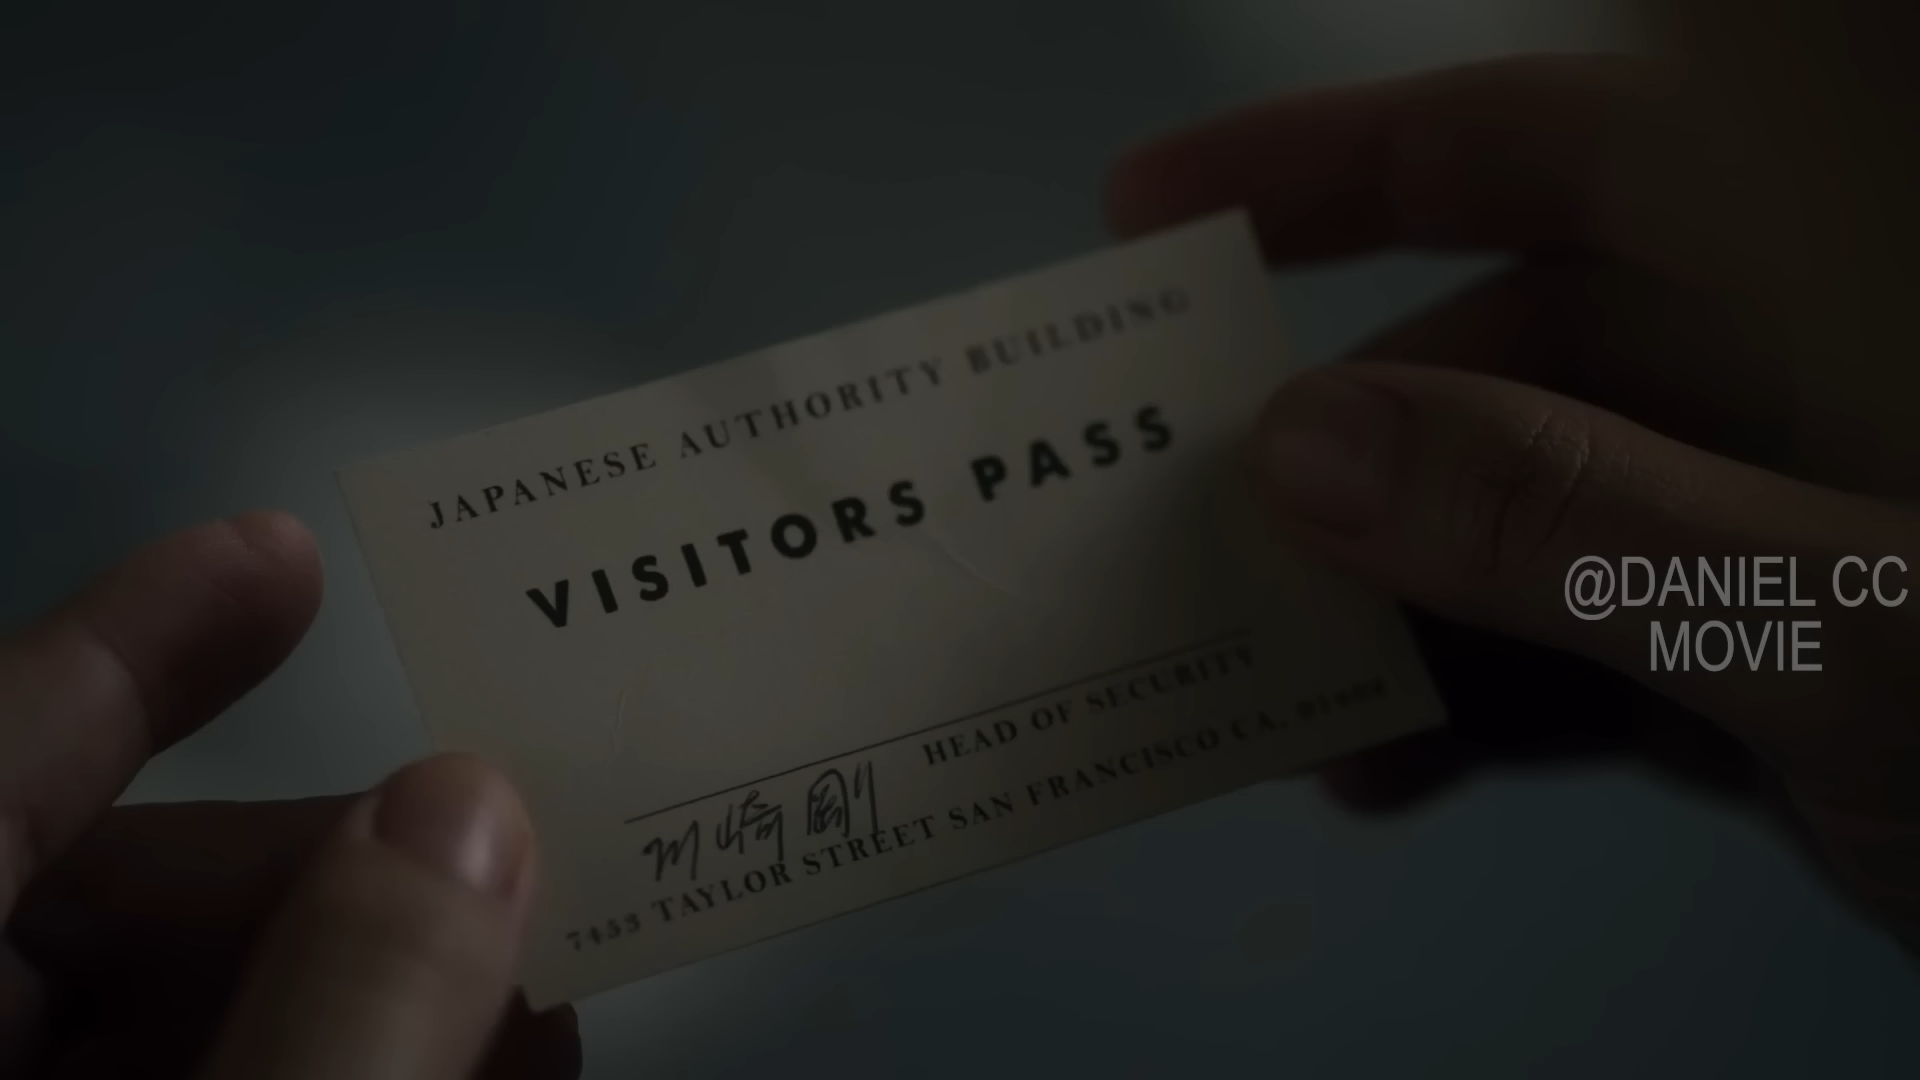 JAPANESE AUTHORITY BUILDING
VISITORS PASS
HEAD OF SECURITY
川崎剛
7453 TAYLOR STREET SAN FRANCISCO CA.
@DANIEL CC
MOVIE